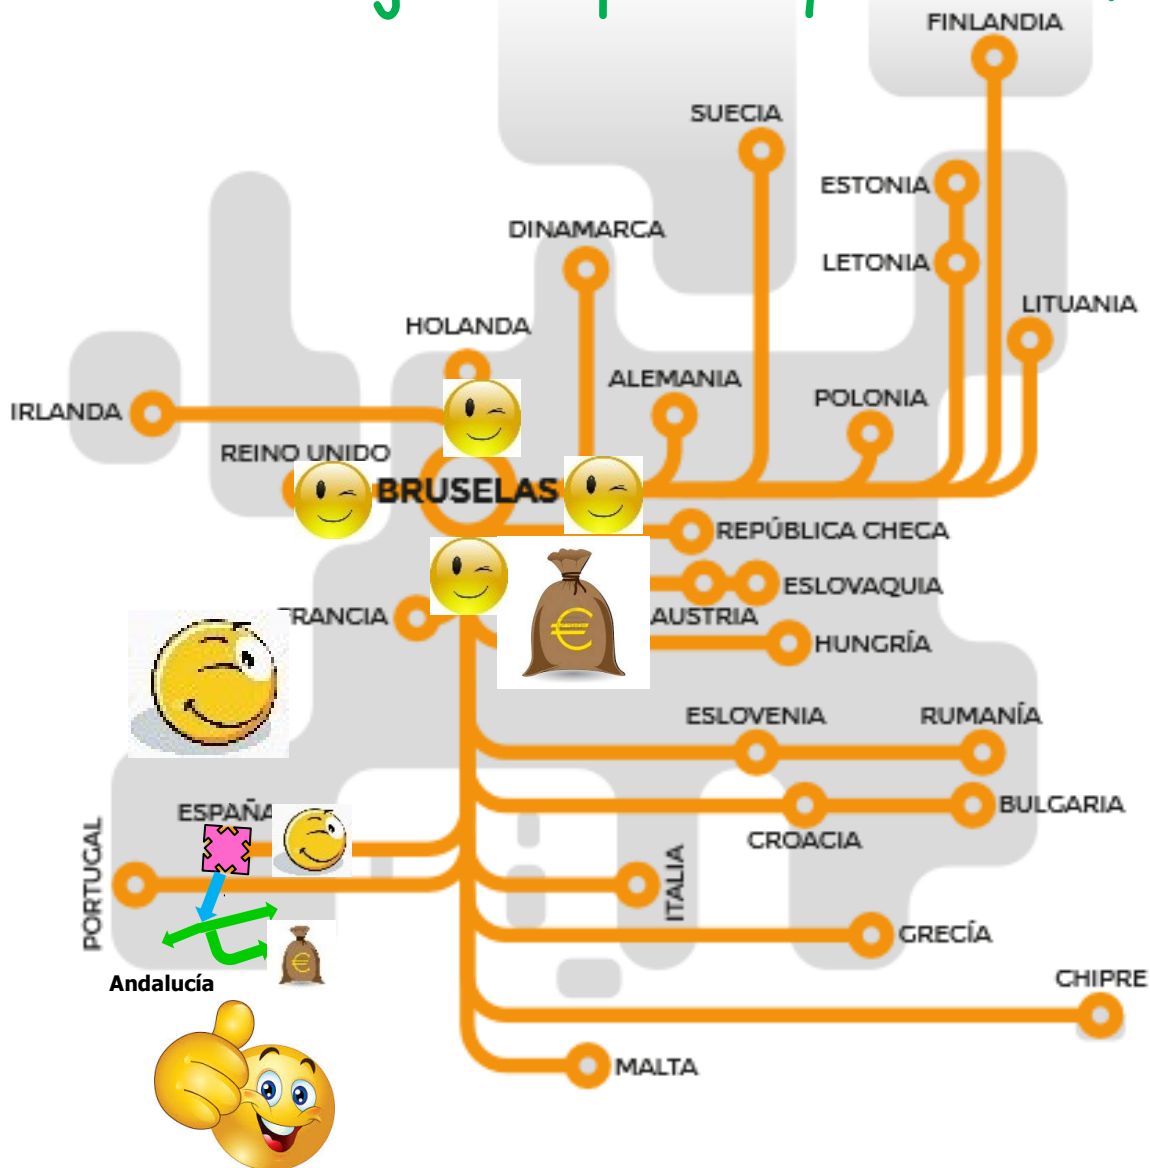 FINLANDIA
SUECIA
ESTONIA
DINAMARCA
LETONIA
LITUANIA
HOLANDA
ALEMANIA
POLONIA
IRLANDA
REINO UNIDO
BRUSELAS
REPÚBLICA CHECA
ESLOVAQUIA
RANCIA
AUSTRIA
HUNGRÍA
ESLOVENIA
RUMANÍA
ESPAÑA
BULGARIA
CROACIA
PORTUGAL
ITALIA
GRECÍA
Andalucía
CHIPRE
MALTA